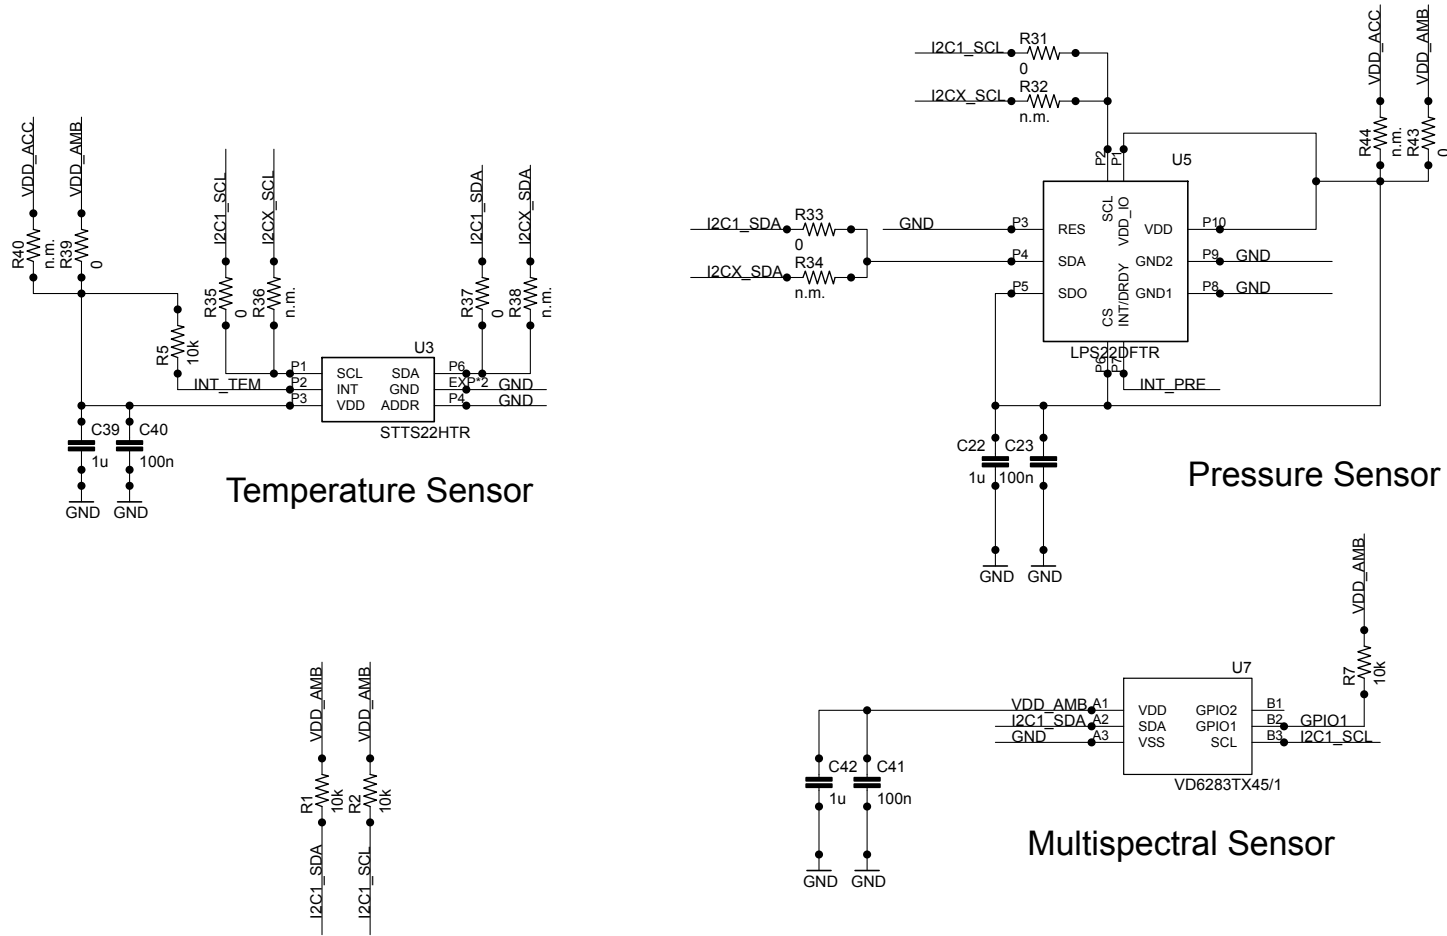 VDD_ACC
VDD_AMB
R40
n.m.
R39
0
R5
10k
I2C1_SCL
I2CX_SCL
R35
0
R36
n.m.
I2C1_SDA
I2CX_SDA
R37
0
R38
n.m.
U3
P1 SCL SDA P6
INT_TEM P2 INT GND EXP*2 GND
P3 VDD ADDR P4 GND
STTS22HTR
C39
1u
C40
100n
GND GND
Temperature Sensor
I2C1_SCL R31
0
I2CX_SCL R32
n.m.
VDD_ACC
VDD_AMB
R44
n.m.
R43
0
P2
P1
U5
I2C1_SDA R33
0
I2CX_SDA R34
n.m.
SCL
VDD_IO
GND P3 RES VDD P10
P4 SDA GND2 P9 GND
P5 SDO GND1 P8 GND
CS
INT/DRDY
LPS22DFTR
P6
P7
INT_PRE
C22
1u
C23
100n
GND GND
Pressure Sensor
VDD_AMB
R7
10k
U7
VDD_AMB A1 VDD GPIO2 B1
I2C1_SDA A2 SDA GPIO1 B2 GPIO1
GND A3 VSS SCL B3 I2C1_SCL
VD6283TX45/1
C42
1u
C41
100n
GND GND
Multispectral Sensor
VDD_AMB
VDD_AMB
R1
10k
R2
10k
I2C1_SDA
I2C1_SCL